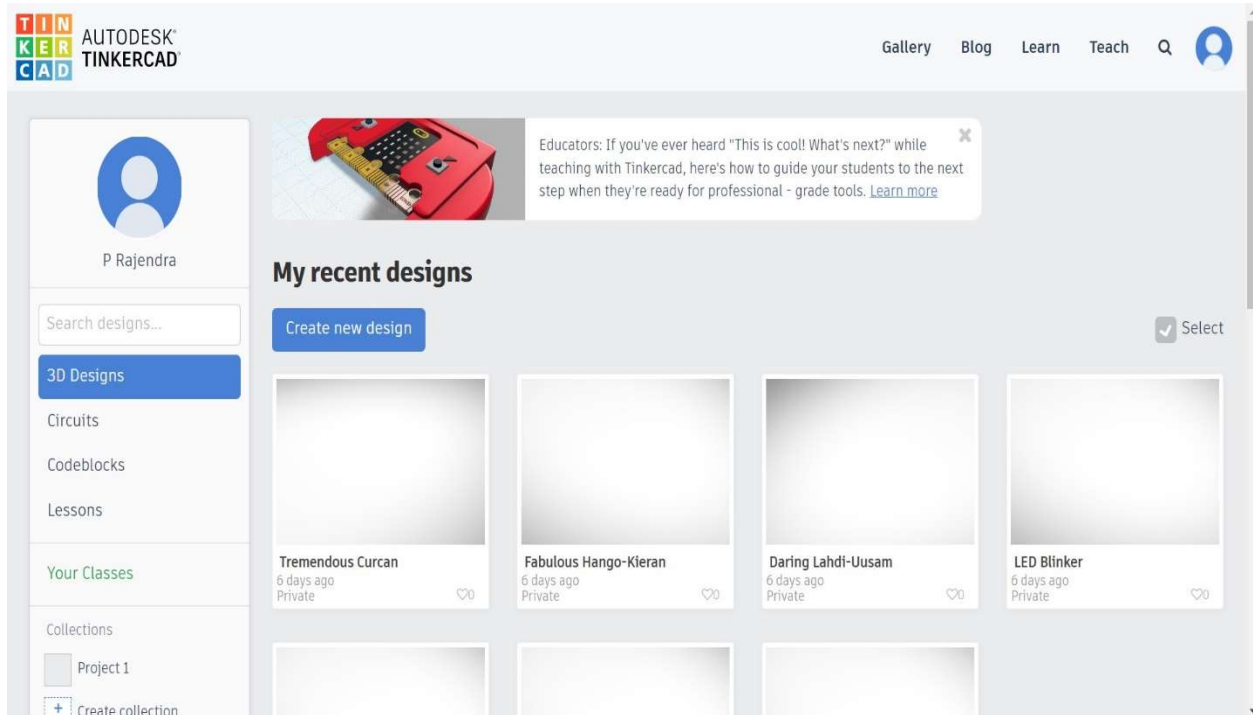 TIN
KER
CAD
AUTODESK®
TINKERCAD®
Gallery Blog Learn Teach
P Rajendra
Search designs...
3D Designs
Circuits
Codeblocks
Lessons
Your Classes
Collections
Project 1
+ Create collection
Educators: If you've ever heard "This is cool! What's next?" while
teaching with Tinkercad, here's how to guide your students to the next
step when they're ready for professional - grade tools. Learn more
My recent designs
Create new design
Select
Tremendous Curcan
6 days ago
Private 0
Fabulous Hango-Kieran
6 days ago
Private 0
Daring Lahdi-Uusam
6 days ago
Private 0
LED Blinker
6 days ago
Private 0